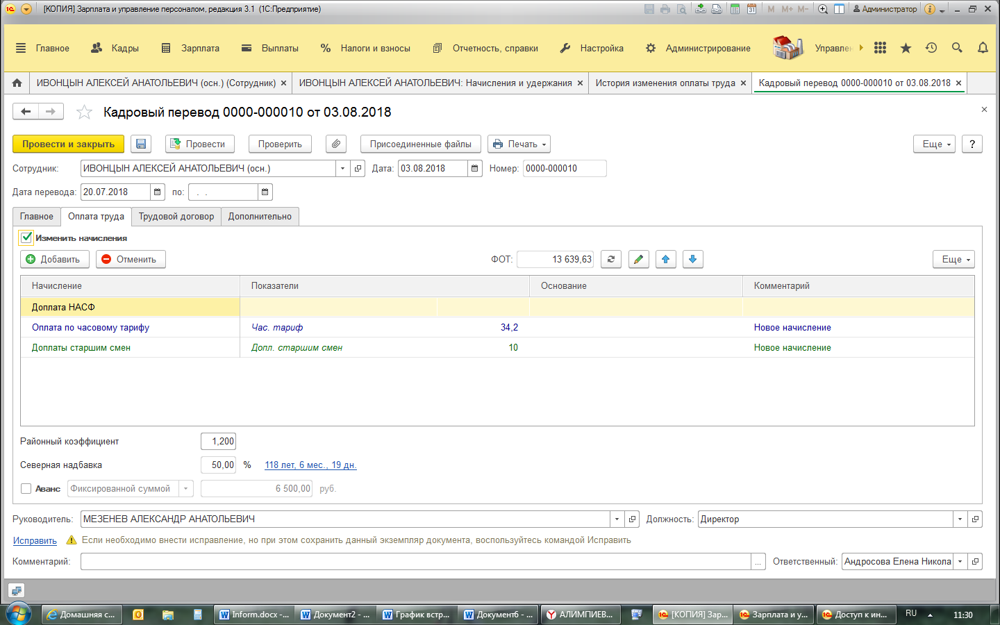 [КОПИЯ] Зарплата и управление персоналом, редакция 3.1 (1С:Предприятие)
M M+ M- Администратор
Главное Кадры Зарплата Выплаты Налоги и взносы Отчетность, справки Настройка Администрирование Управлен
ИВОНЦЫН АЛЕКСЕЙ АНАТОЛЬЕВИЧ (осн.) (Сотрудник) × ИВОНЦЫН АЛЕКСЕЙ АНАТОЛЬЕВИЧ: Начисления и удержания × История изменения оплаты труда × Кадровый перевод 0000-000010 от 03.08.2018 ×
Кадровый перевод 0000-000010 от 03.08.2018
Провести и закрыть Провести Проверить Присоединенные файлы Печать Еще ?
Сотрудник: ИВОНЦЫН АЛЕКСЕЙ АНАТОЛЬЕВИЧ (осн.) Дата: 03.08.2018 Номер: 0000-000010
Дата перевода: 20.07.2018 по: . .
Главное Оплата труда Трудовой договор Дополнительно
Изменить начисления
Добавить Отменить ФОТ: 13 639,63 Еще
Начисление Показатели Основание Комментарий
Доплата НАСФ
Оплата по часовому тарифу Час. тариф 34,2 Новое начисление
Доплаты старшим смен Допл. старшим смен 10 Новое начисление
Районный коэффициент 1,200
Северная надбавка 50,00 % 118 лет, 6 мес., 19 дн.
Аванс Фиксированной суммой 6 500,00 руб.
Руководитель: МЕЗЕНЕВ АЛЕКСАНДР АНАТОЛЬЕВИЧ Должность: Директор
Исправить Если необходимо внести исправление, но при этом сохранить данный экземпляр документа, воспользуйтесь командой Исправить
Комментарий: ... Ответственный: Андросова Елена Никола
Домашняя с... Inform.docx -... Документ2 - ... График встр... Документ6 - ... АЛИМПИЕВ... [КОПИЯ] Зар... Зарплата и у... Доступ к ин... RU 11:30